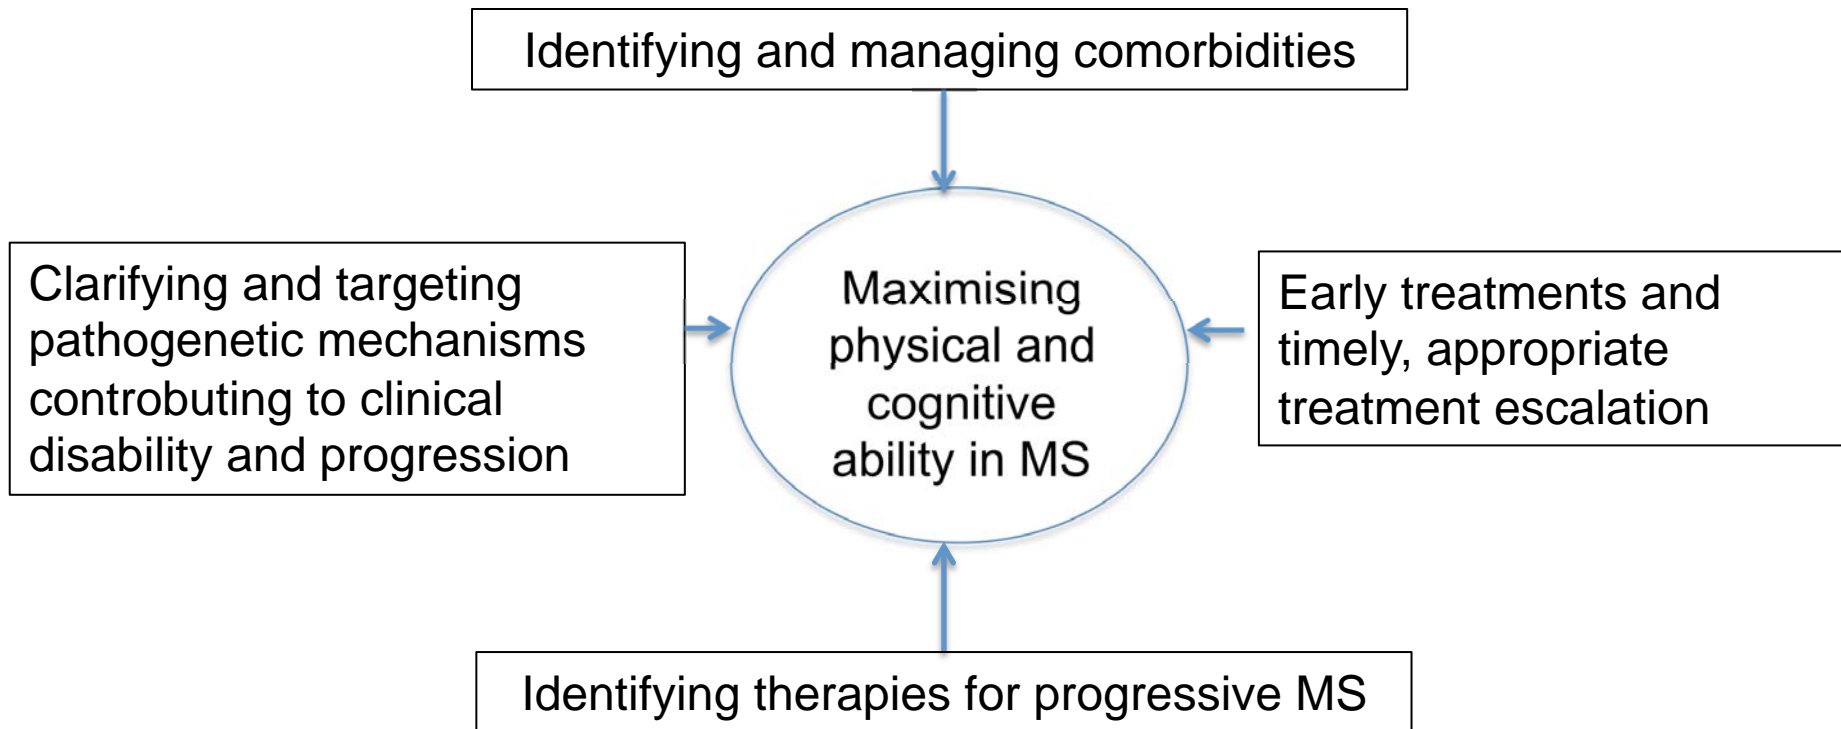 Identifying and managing comorbidities
Clarifying and targeting
pathogenetic mechanisms
controbuting to clinical
disability and progression
Maximising
physical and
cognitive
ability in MS
Early treatments and
timely, appropriate
treatment escalation
Identifying therapies for progressive MS